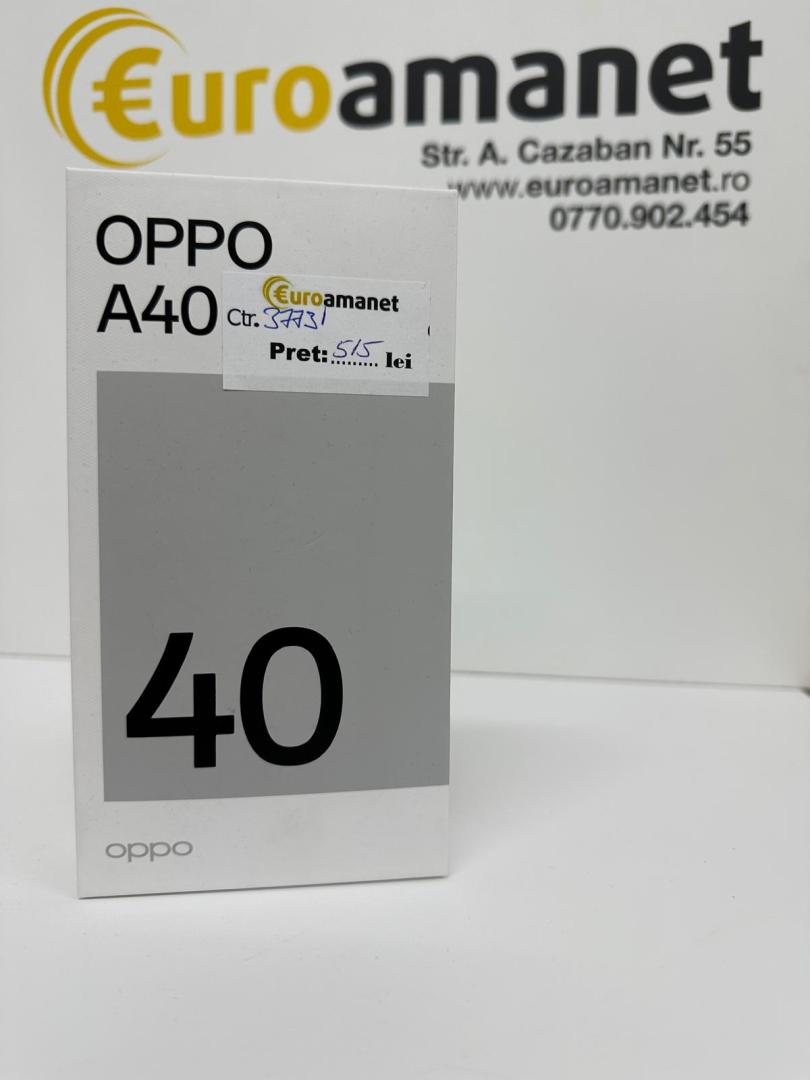 €uroamanet
Str. A. Cazaban Nr. 55
www.euroamanet.ro
0770.902.454
OPPO
A40
€uroamanet
Ctr. 37731
Pret: 515 lei
40
oppo